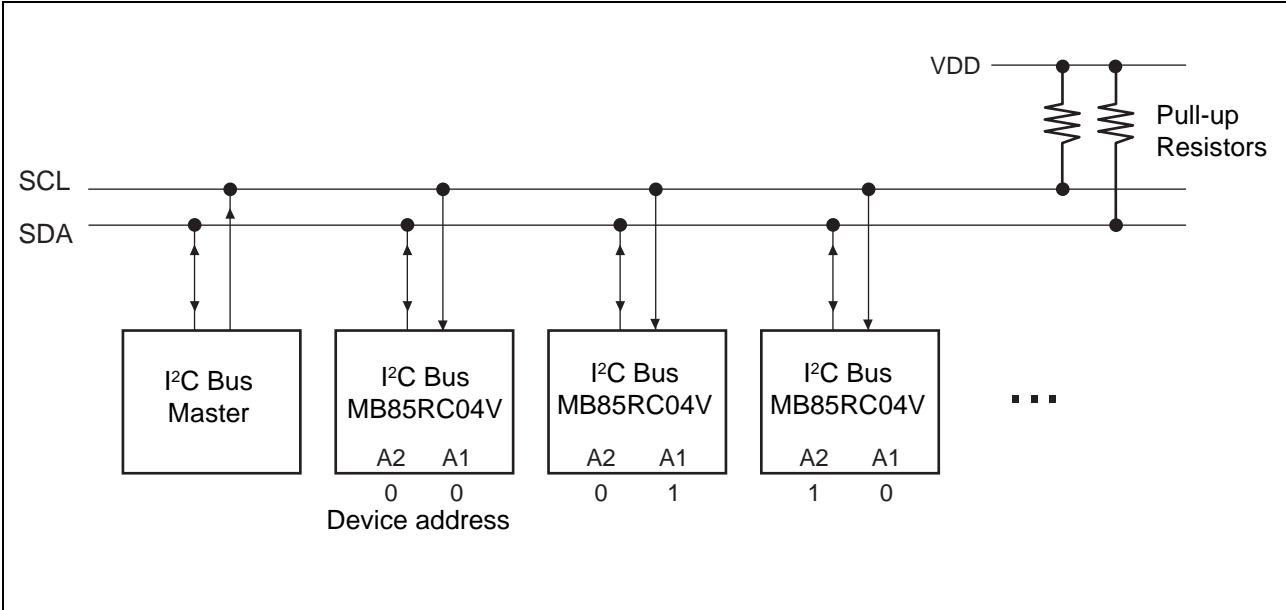 VDD
Pull-up
Resistors
SCL
SDA
I²C Bus
Master
I²C Bus
MB85RC04V
A2 A1
0 0
Device address
I²C Bus
MB85RC04V
A2 A1
0 1
I²C Bus
MB85RC04V
A2 A1
1 0
...